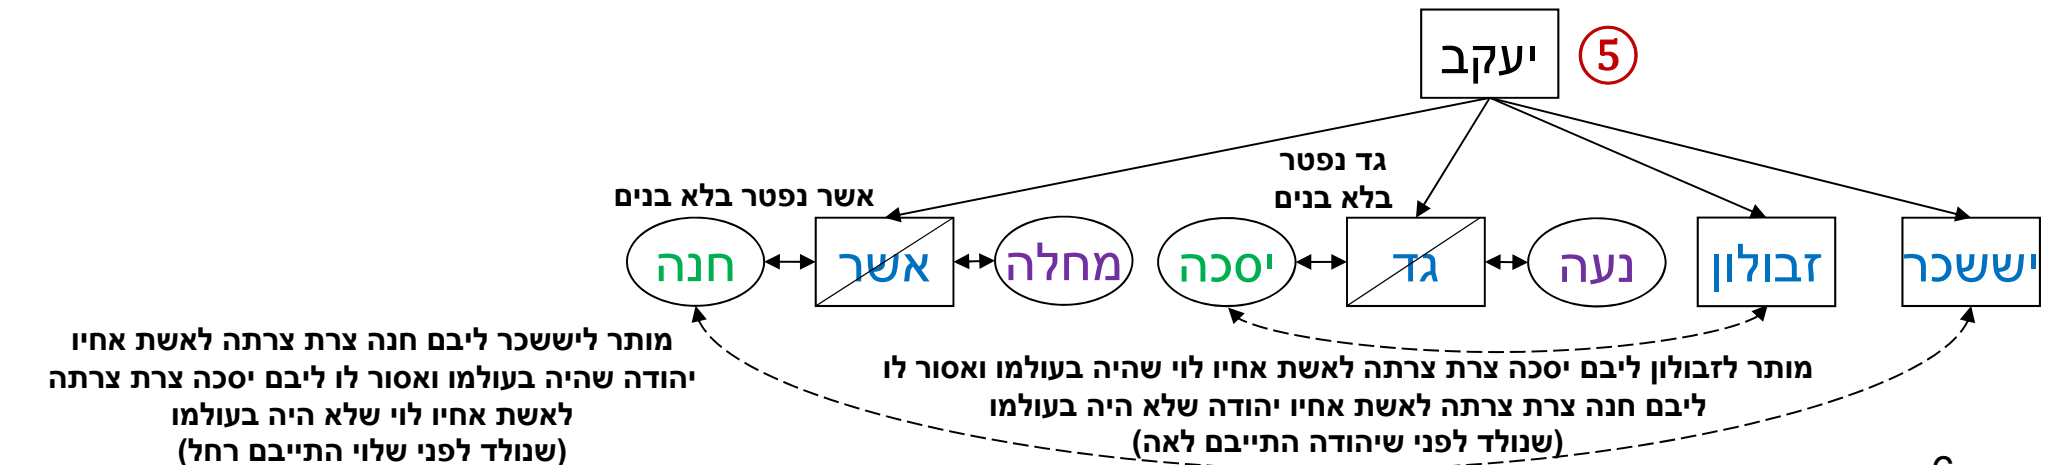 יעקב
5
גד נפטר
בלא בנים
אשר נפטר בלא בנים
יששכר
זבולון
נעה
גד
יסכה
מחלה
אשר
חנה
מותר לזבולון ליבם יסכה צרת צרתה לאשת אחיו לוי שהיה בעולמו ואסור לו
ליבם חנה צרת צרתה לאשת אחיו יהודה שלא היה בעולמו
(שנולד לפני שיהודה התייבם לאה)
מותר ליששכר ליבם חנה צרת צרתה לאשת אחיו
יהודה שהיה בעולמו ואסור לו ליבם יסכה צרת צרתה
לאשת אחיו לוי שלא היה בעולמו
(שנולד לפני שלוי התייבם רחל)